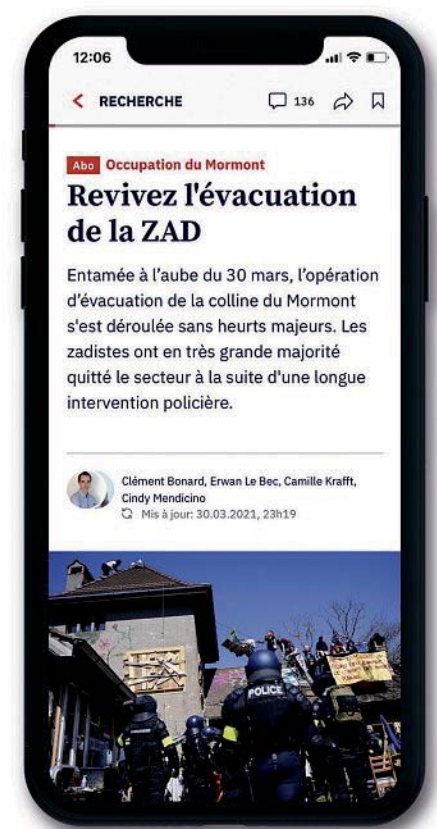 12:06
RECHERCHE
136
Abo Occupation du Mormont
Revivez l'évacuation
de la ZAD
Entamée à l’aube du 30 mars, l’opération
d’évacuation de la colline du Mormont
s'est déroulée sans heurts majeurs. Les
zadistes ont en très grande majorité
quitté le secteur à la suite d'une longue
intervention policière.
Clément Bonard, Erwan Le Bec, Camille Krafft,
Cindy Mendicino
Mis à jour: 30.03.2021, 23h19
POLICE